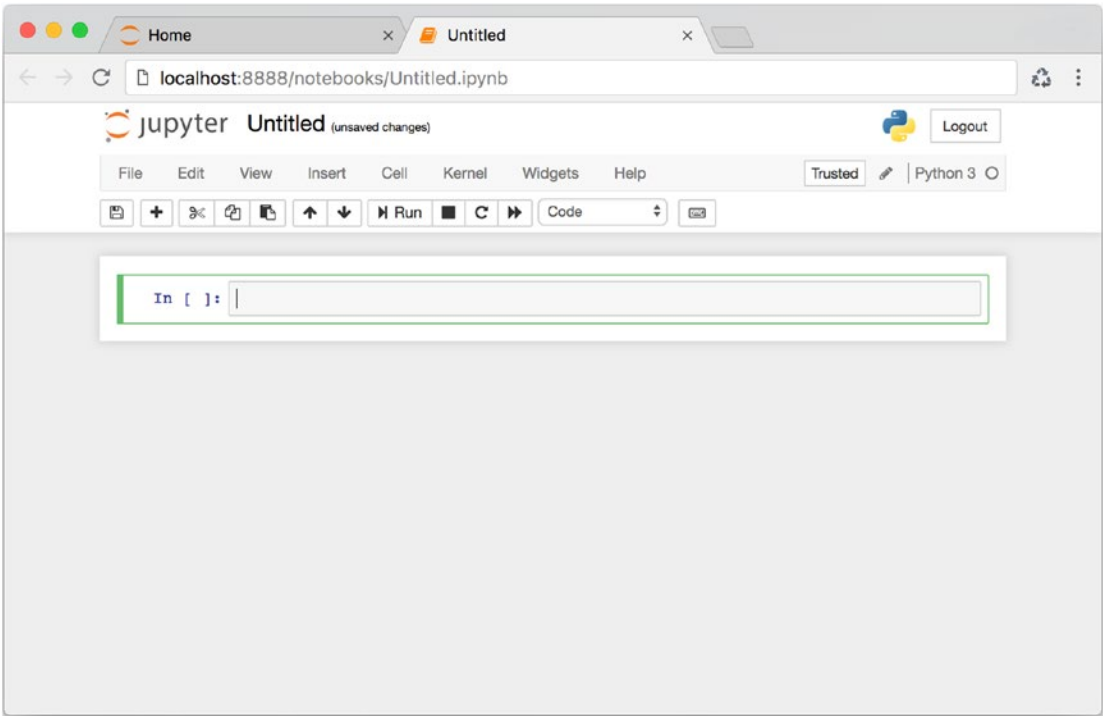 Home
Untitled
localhost:8888/notebooks/Untitled.ipynb
jupyter Untitled (unsaved changes)
Logout
File Edit View Insert Cell Kernel Widgets Help
Trusted
Python 3
Run
Code
In [ ]: